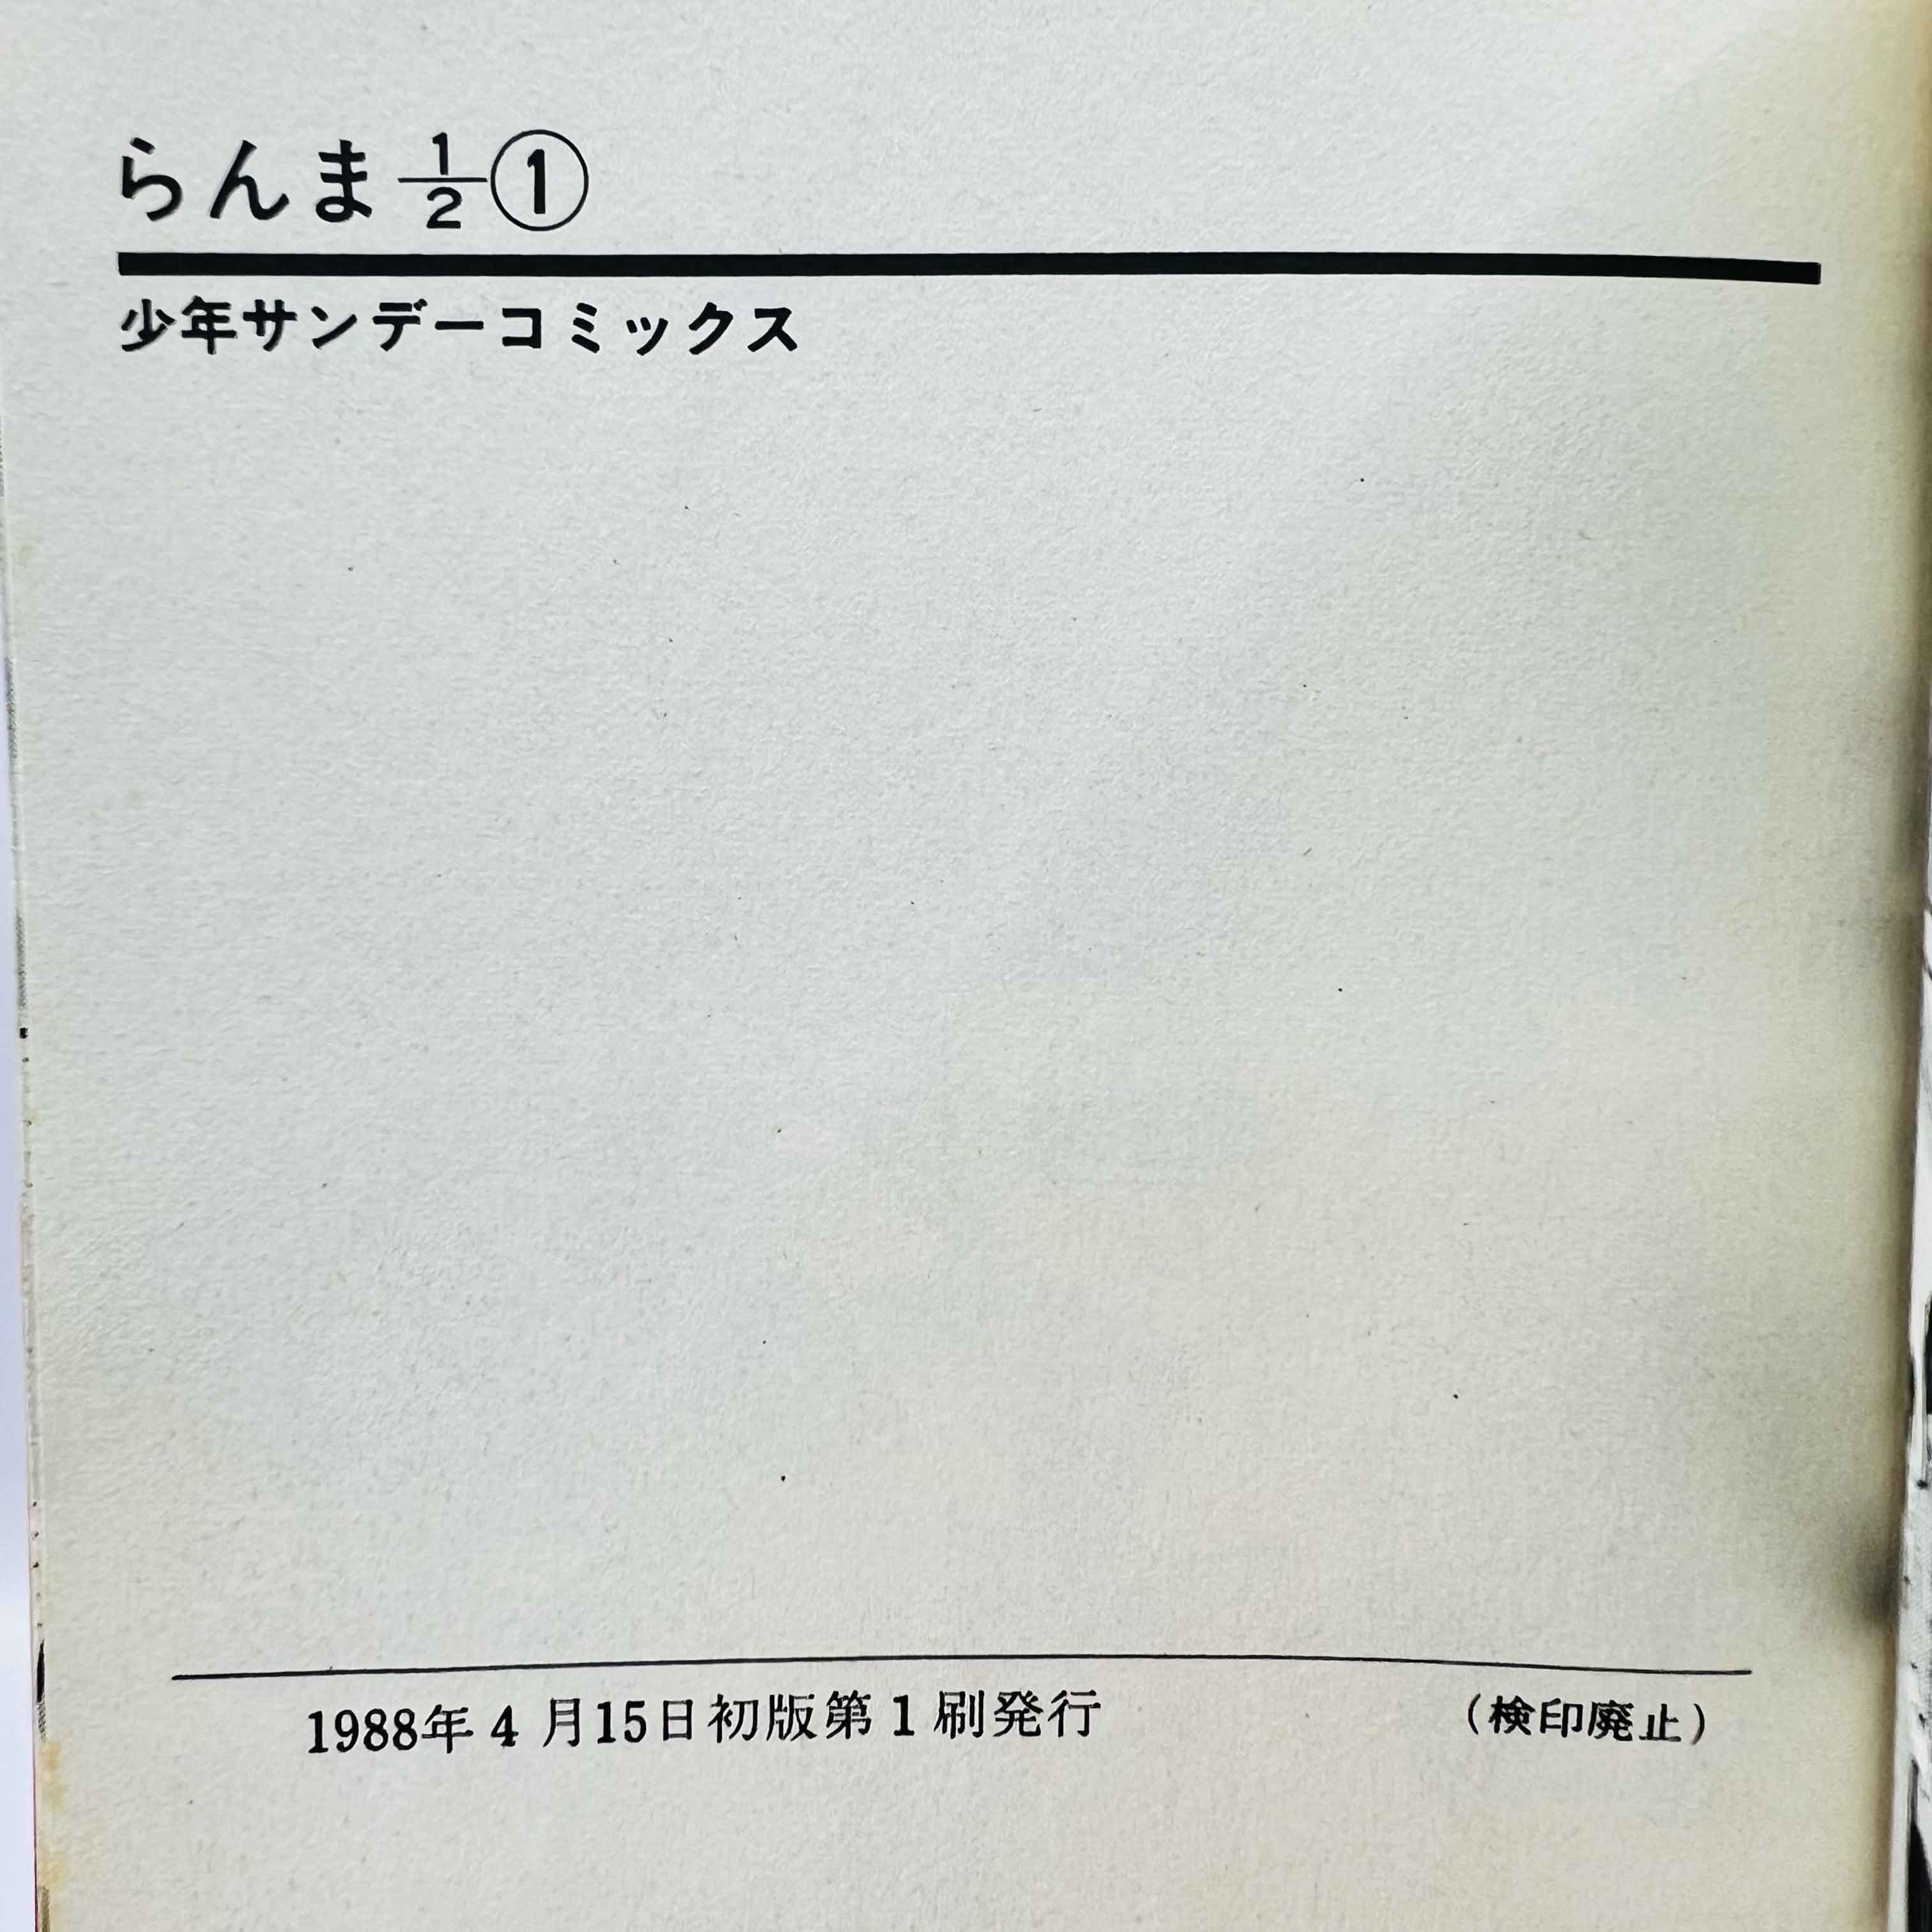 らんま½①
少年サンデーコミックス
1988年4月15日初版第1刷発行 (検印廃止)